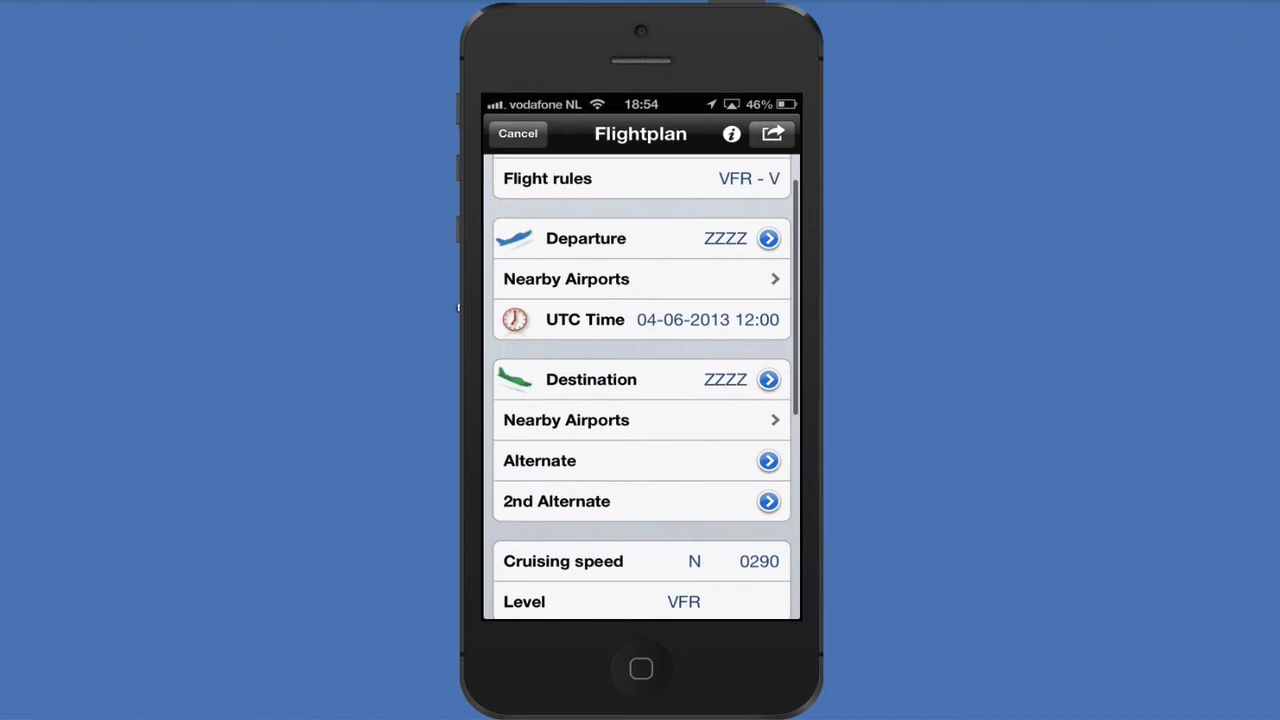 vodafone NL 18:54 46%
Cancel Flightplan
Flight rules VFR - V
Departure ZZZZ
Nearby Airports
UTC Time 04-06-2013 12:00
Destination ZZZZ
Nearby Airports
Alternate
2nd Alternate
Cruising speed N 0290
Level VFR